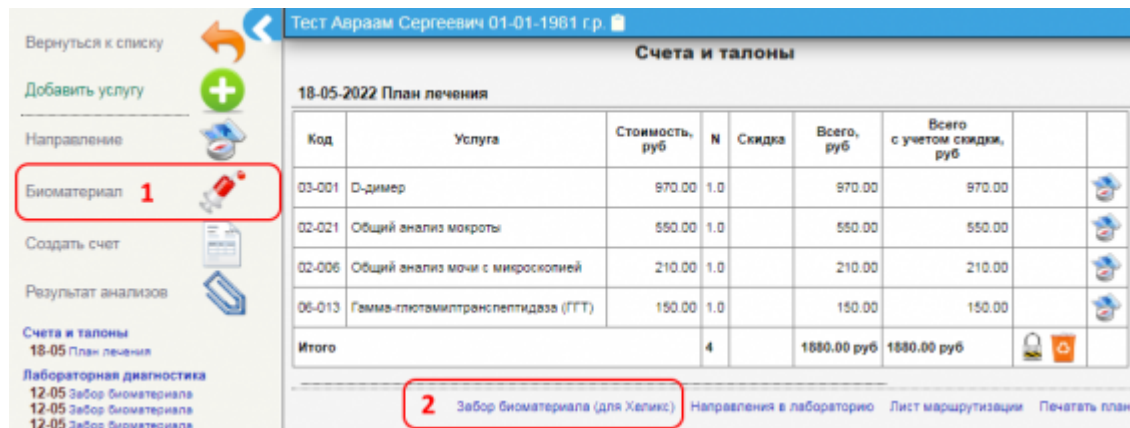 Тест Авраам Сергеевич 01-01-1981 г.р.
Вернуться к списку
Добавить услугу
Направление
Биоматериал 1
Создать счет
Результат анализов
Счета и талоны
18-05 План лечения
Лабораторная диагностика
12-05 Забор биоматериала
12-05 Забор биоматериала
12-05 Забор биоматериала
Счета и талоны
18-05-2022 План лечения
Код Услуга Стоимость, руб N Скидка Всего, руб Всего с учетом скидки, руб
03-001 D-димер 970.00 1.0 970.00 970.00
02-021 Общий анализ мокроты 550.00 1.0 550.00 550.00
02-006 Общий анализ мочи с микроскопией 210.00 1.0 210.00 210.00
06-013 Гамма-глютамилтранспептидаза (ГГТ) 150.00 1.0 150.00 150.00
Итого 4 1880.00 руб 1880.00 руб
2 Забор биоматериала (для Хеликс) Направления в лабораторию Лист маршрутизации Печатать план